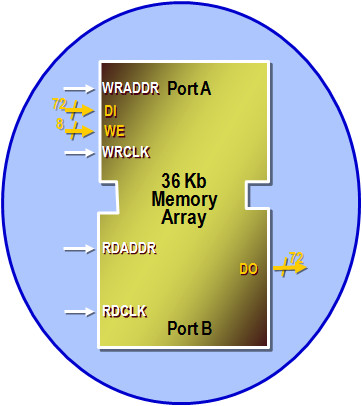 WRADDR Port A
72 DI
8 WE
WRCLK
36 Kb
Memory
Array
RDADDR
DO 72
RDCLK
Port B